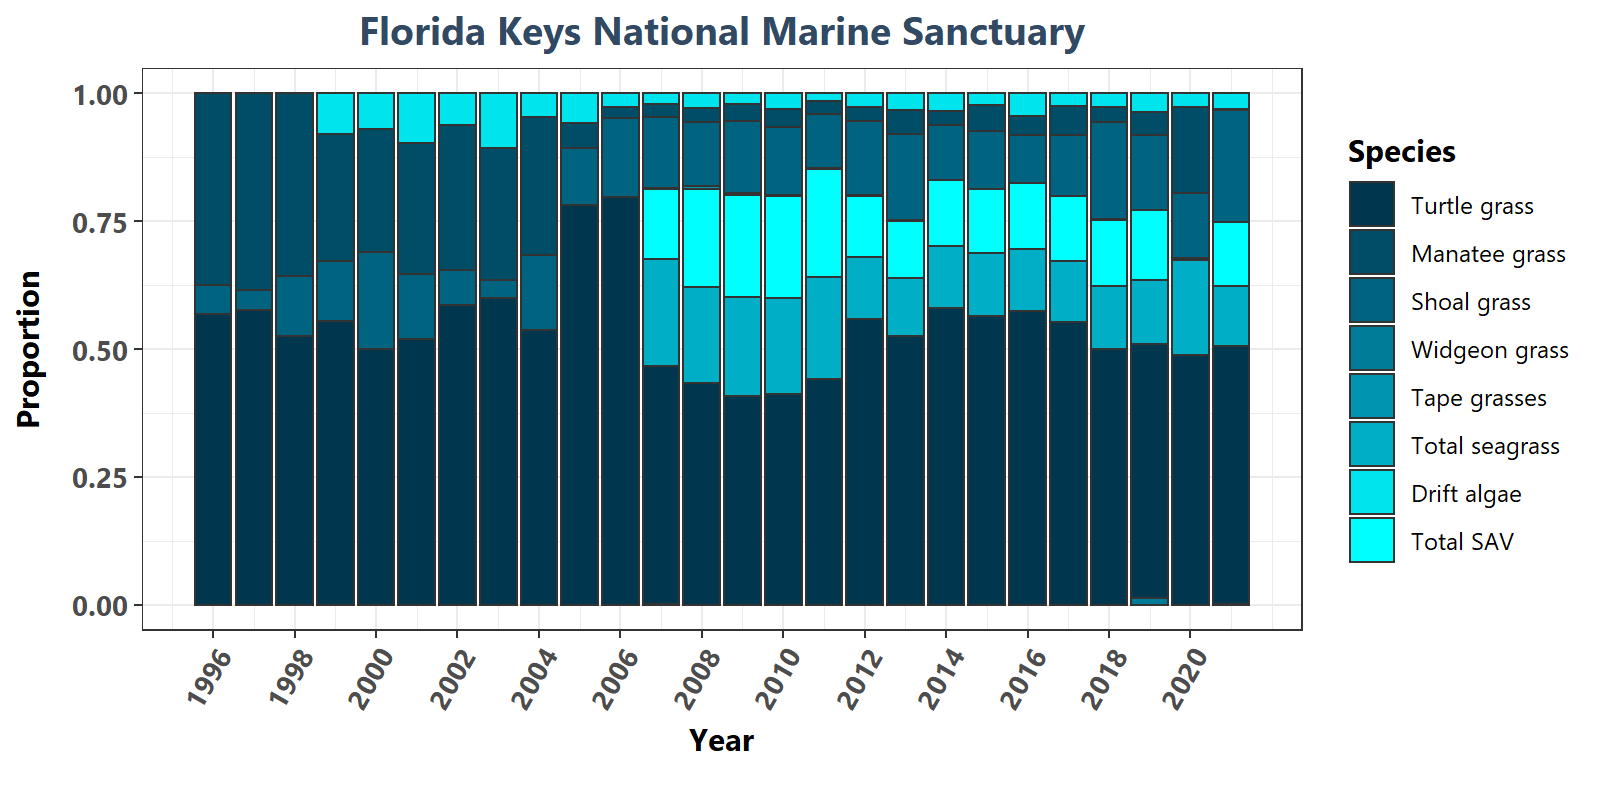 Florida Keys National Marine Sanctuary
Proportion
1.00
0.75
0.50
0.25
0.00
1996
1998
2000
2002
2004
2006
2008
2010
2012
2014
2016
2018
2020
Year
Species
Turtle grass
Manatee grass
Shoal grass
Widgeon grass
Tape grasses
Total seagrass
Drift algae
Total SAV